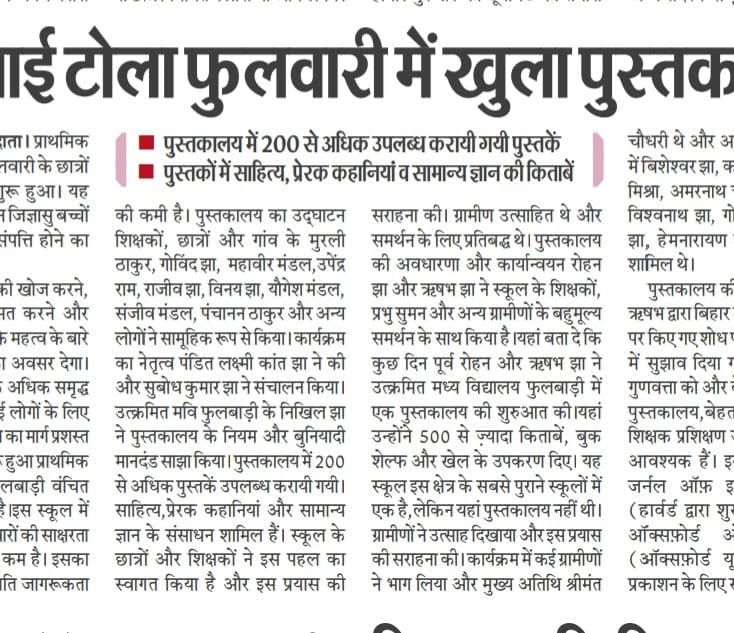 टोला फुलवारी में खुला
पुस्तकालय में 200 से अधिक उपलब्ध करायी गयी पुस्तकें
पुस्तकों में साहित्य, प्रेरक कहानियां व सामान्य ज्ञान की किताबें
प्राथमिक
के छात्रों
हुआ। यह
जिज्ञासु बच्चों
होने का
की खोज करने,
करने और
महत्व के बारे
अवसर देगा।
अधिक समृद्ध
लोगों के लिए
का मार्ग प्रशस्त
हुआ प्राथमिक
वंचित
है।इस स्कूल में
की साक्षरता
कम है। इसका
जागरूकता
की कमी है। पुस्तकालय का उद्घाटन
शिक्षकों, छात्रों और गांव के मुरली
ठाकुर, गोविंद झा, महावीर मंडल,उपेंद्र
राम, राजीव झा, विनय झा, यौगेश मंडल,
संजीव मंडल, पंचानन ठाकुर और अन्य
लोगों ने सामूहिक रूप से किया। कार्यक्रम
का नेतृत्व पंडित लक्ष्मी कांत झा ने की
और सुबोध कुमार झा ने संचालन किया।
उत्क्रमित मवि फुलबाड़ी के निखिल झा
ने पुस्तकालय के नियम और बुनियादी
मानदंड साझा किया। पुस्तकालय में 200
से अधिक पुस्तकें उपलब्ध करायी गयी।
साहित्य,प्रेरक कहानियां और सामान्य
ज्ञान के संसाधन शामिल हैं। स्कूल के
छात्रों और शिक्षकों ने इस पहल का
स्वागत किया है और इस प्रयास की
सराहना की। ग्रामीण उत्साहित थे और
समर्थन के लिए प्रतिबद्ध थे। पुस्तकालय
की अवधारणा और कार्यान्वयन रोहन
झा और ऋषभ झा ने स्कूल के शिक्षकों,
प्रभु सुमन और अन्य ग्रामीणों के बहुमूल्य
समर्थन के साथ किया है।यहां बता दे कि
कुछ दिन पूर्व रोहन और ऋषभ झा ने
उत्क्रमित मध्य विद्यालय फुलबाड़ी में
एक पुस्तकालय की शुरुआत की।यहां
उन्होंने 500 से ज़्यादा किताबें, बुक
शेल्फ और खेल के उपकरण दिए। यह
स्कूल इस क्षेत्र के सबसे पुराने स्कूलों में
एक है,लेकिन यहां पुस्तकालय नहीं थी।
ग्रामीणों ने उत्साह दिखाया और इस प्रयास
की सराहना की। कार्यक्रम में कई ग्रामीणों
ने भाग लिया और मुख्य अतिथि श्रीमंत
चौधरी थे और
में बिशेश्वर झा,
मिश्रा, अमरनाथ
विश्वनाथ झा,
झा, हेमनारायण
शामिल थे।
पुस्तकालय की
ऋषभ द्वारा बिहार
पर किए गए शोध
में सुझाव दिया
गुणवत्ता को और
पुस्तकालय,
शिक्षक प्रशिक्षण
आवश्यक हैं।
जर्नल ऑफ़
(हार्वर्ड द्वारा
ऑक्सफ़ोर्ड
(ऑक्सफ़ोर्ड
प्रकाशन के लिए